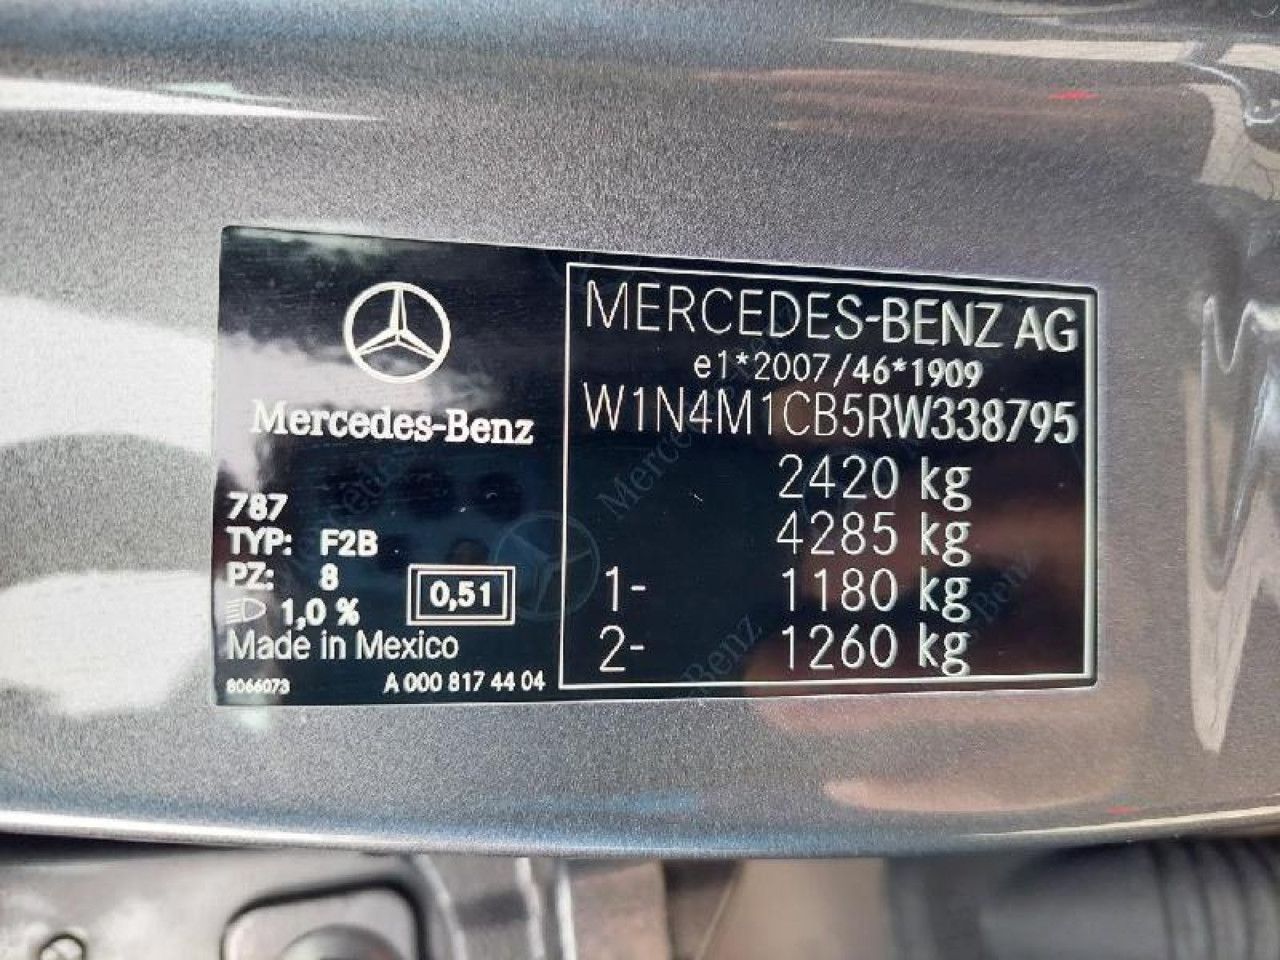 Mercedes-Benz
787
TYP: F2B
PZ: 8
1,0 %
0,51
Made in Mexico
8066073
A 000 817 44 04
MERCEDES-BENZ AG
e1*2007/46*1909
W1N4M1CB5RW338795
2420 kg
4285 kg
1- 1180 kg
2- 1260 kg